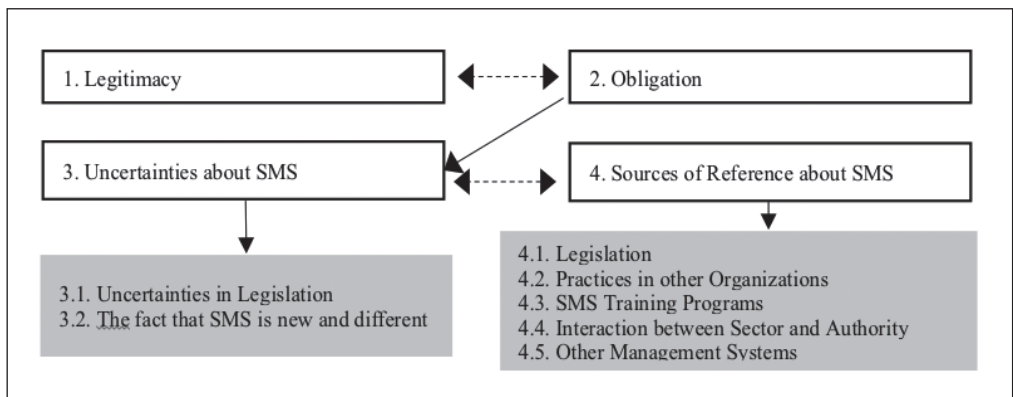 1. Legitimacy
2. Obligation
3. Uncertainties about SMS
4. Sources of Reference about SMS
3.1. Uncertainties in Legislation
3.2. The fact that SMS is new and different
4.1. Legislation
4.2. Practices in other Organizations
4.3. SMS Training Programs
4.4. Interaction between Sector and Authority
4.5. Other Management Systems